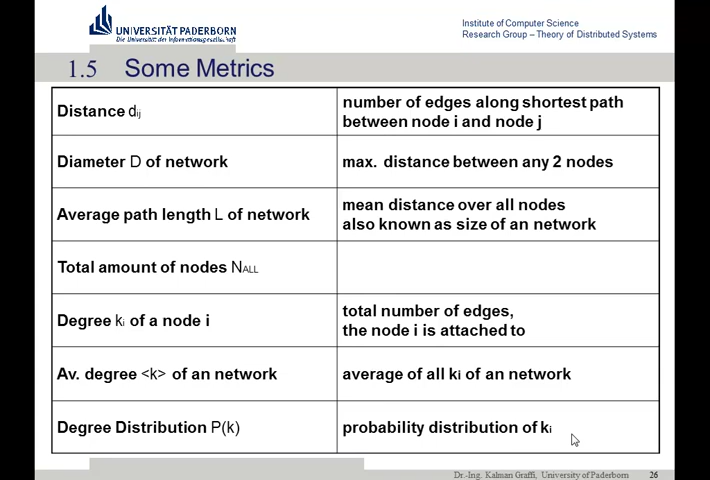 UNIVERSITÄT PADERBORN
Die Universität der Informationsgesellschaft
Institute of Computer Science
Research Group – Theory of Distributed Systems
1.5 Some Metrics
Distance dij
number of edges along shortest path
between node i and node j
Diameter D of network
max. distance between any 2 nodes
Average path length L of network
mean distance over all nodes
also known as size of an network
Total amount of nodes NALL
Degree ki of a node i
total number of edges,
the node i is attached to
Av. degree <k> of an network
average of all ki of an network
Degree Distribution P(k)
probability distribution of ki
Dr.-Ing. Kalman Graffi, University of Paderborn 26